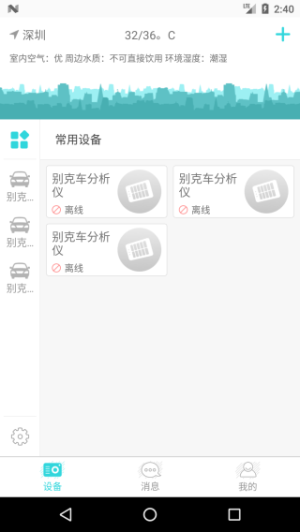 2:40
深圳
32/36。C
室内空气：优 周边水质：不可直接饮用 环境湿度：潮湿
常用设备
别克...
别克...
别克...
别克车分析
仪
离线
别克车分析
仪
离线
别克车分析
仪
离线
设备
消息
我的